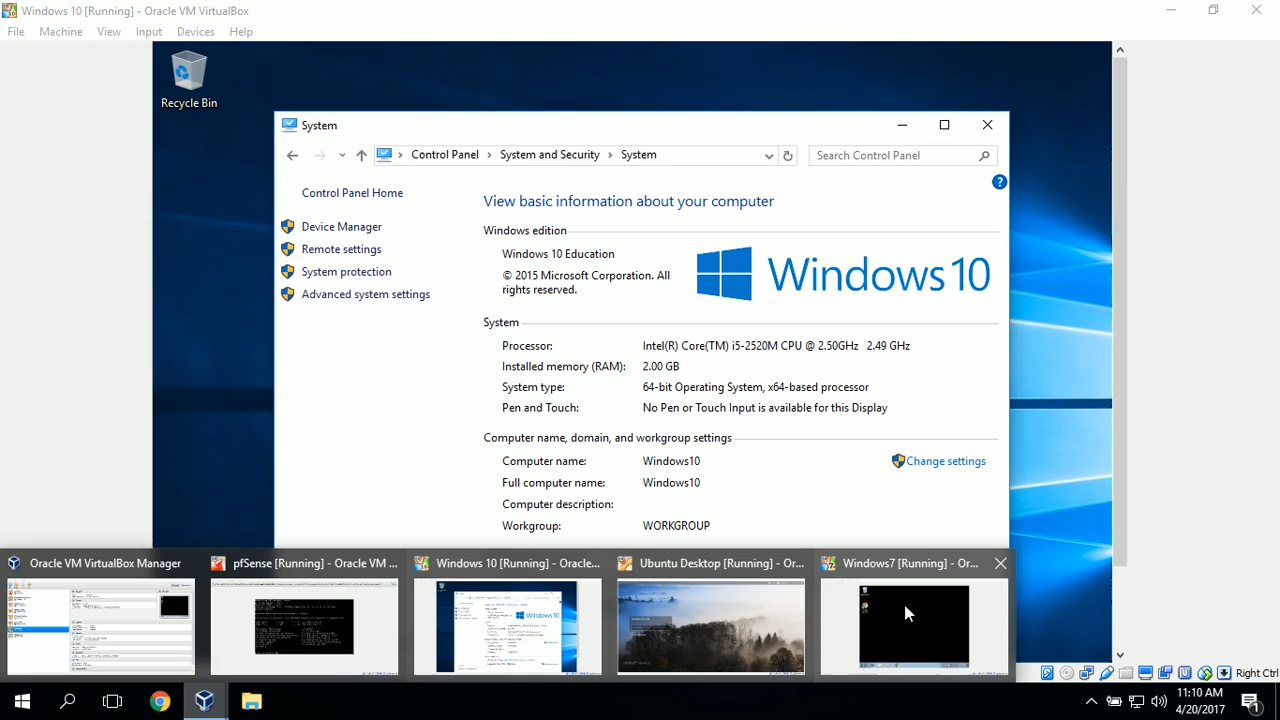 Windows 10 [Running] - Oracle VM VirtualBox
File Machine View Input Devices Help
Recycle Bin
System
Control Panel > System and Security > System
Search Control Panel
Control Panel Home
Device Manager
Remote settings
System protection
Advanced system settings
View basic information about your computer
Windows edition
Windows 10 Education
© 2015 Microsoft Corporation. All
rights reserved.
Windows 10
System
Processor: Intel(R) Core(TM) i5-2520M CPU @ 2.50GHz 2.49 GHz
Installed memory (RAM): 2.00 GB
System type: 64-bit Operating System, x64-based processor
Pen and Touch: No Pen or Touch Input is available for this Display
Computer name, domain, and workgroup settings
Computer name: Windows10
Change settings
Full computer name: Windows10
Computer description:
Workgroup: WORKGROUP
Oracle VM VirtualBox Manager
pfSense [Running] - Oracle VM ...
Windows 10 [Running] - Oracle...
Ubuntu Desktop [Running] - Or...
Windows7 [Running] - Or...
Windows 10
Right Ctrl
11:10 AM
4/20/2017
1